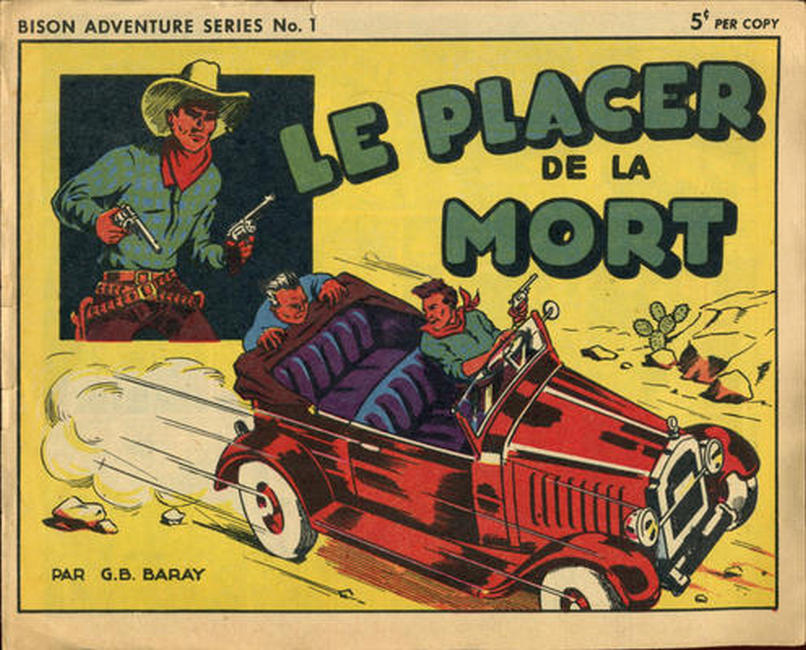 BISON ADVENTURE SERIES No. 1
5¢ PER COPY
LE PLACER
DE LA
MORT
PAR G.B. BARAY